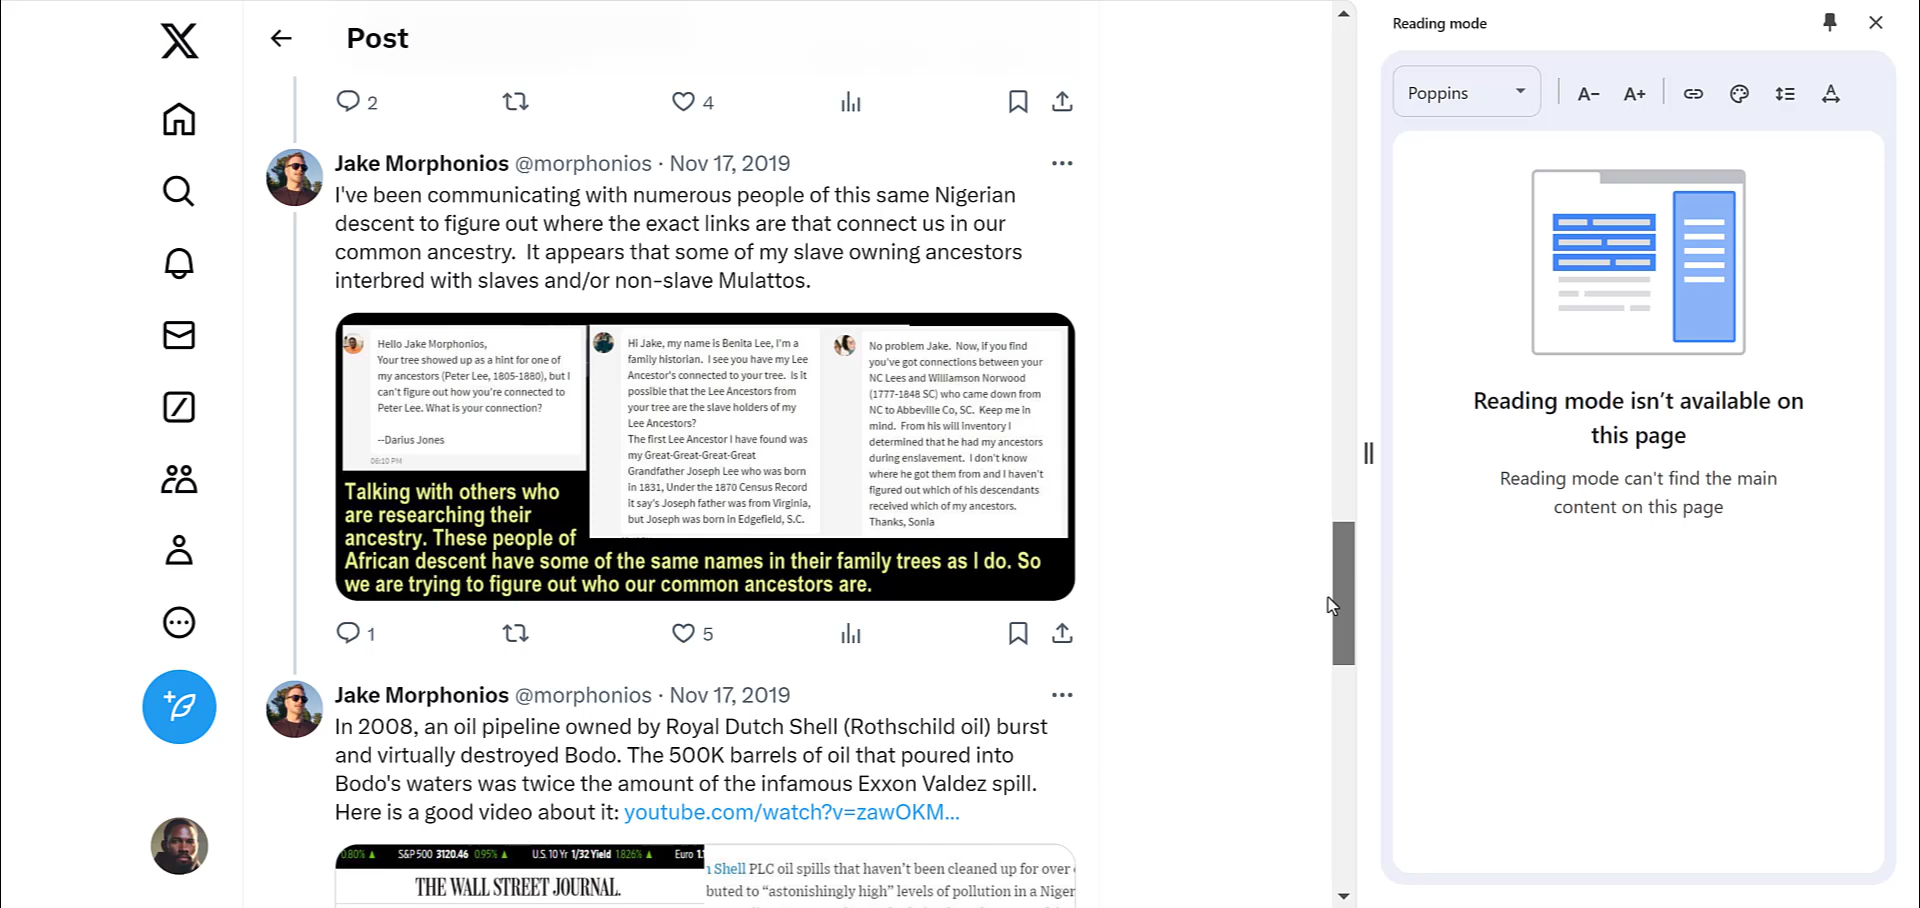 Post
2
4
Jake Morphonios @morphonios · Nov 17, 2019
I've been communicating with numerous people of this same Nigerian
descent to figure out where the exact links are that connect us in our
common ancestry.  It appears that some of my slave owning ancestors
interbred with slaves and/or non-slave Mulattos.
Hello Jake Morphonios,
Your tree showed up as a hint for one of
my ancestors (Peter Lee, 1805-1880), but I
can't figure out how you're connected to
Peter Lee. What is your connection?
--Darius Jones
06:10 PM
Hi Jake, my name is Benita Lee, I'm a
family historian.  I see you have my Lee
Ancestor's connected to your tree.  Is it
possible that the Lee Ancestors from
your tree are the slave holders of my
Lee Ancestors?
The first Lee Ancestor I have found was
my Great-Great-Great-Great
Grandfather Joseph Lee who was born
in 1831, Under the 1870 Census Record
it say's Joseph father was from Virginia,
but Joseph was born in Edgefield, S.C.
No problem Jake.  Now, if you find
you've got connections between your
NC Lees and Williamson Norwood
(1777-1848 SC) who came down from
NC to Abbeville Co, SC.  Keep me in
mind.  From his will inventory I
determined that he had my ancestors
during enslavement.  I don't know
where he got them from and I haven't
figured out which of his descendants
received which of my ancestors.
Thanks, Sonia
Talking with others who
are researching their
ancestry. These people of
African descent have some of the same names in their family trees as I do. So
we are trying to figure out who our common ancestors are.
1
5
Jake Morphonios @morphonios · Nov 17, 2019
In 2008, an oil pipeline owned by Royal Dutch Shell (Rothschild oil) burst
and virtually destroyed Bodo. The 500K barrels of oil that poured into
Bodo's waters was twice the amount of the infamous Exxon Valdez spill.
Here is a good video about it: youtube.com/watch?v=zawOKM...
0.80% ▲ S&P 500 3120.46 0.95% ▲ U.S. 10 Yr 1/32 Yield 1.826% ▲ Euro 1.
THE WALL STREET JOURNAL.
Shell PLC oil spills that haven't been cleaned up for over
buted to "astonishingly high" levels of pollution in a Niger
Reading mode
Poppins
A-
A+
Reading mode isn't available on
this page
Reading mode can't find the main
content on this page